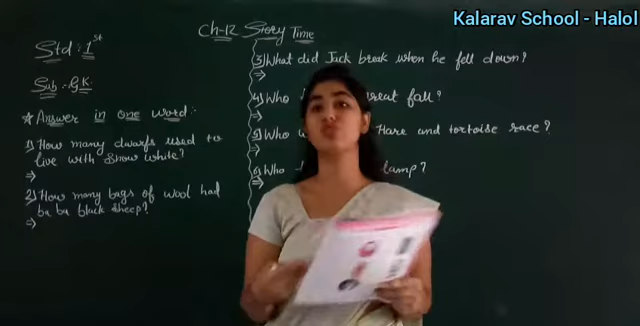 Kalarav School - Halol
Ch-12 Story Time
Std : 1st
Sub :- G.K.
* Answer in one word :-
1) How many dwarfs used to
live with Snow white?
⇒
2) How many bags of wool had
ba ba black sheep?
⇒
3) What did Jack break when he fell down?
⇒
4) Who great fall?
⇒
5) Who Hare and tortoise race?
⇒
6) Who lamp?
⇒